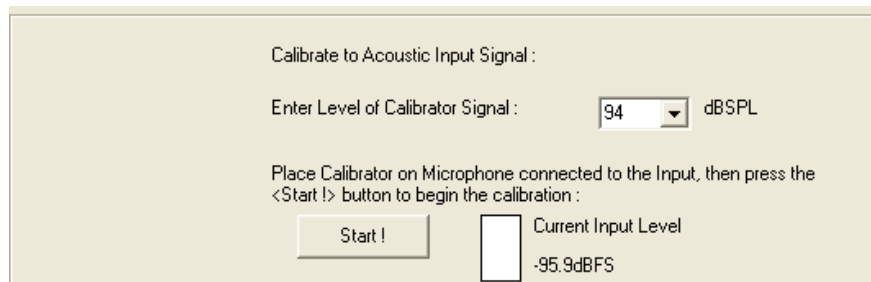 Calibrate to Acoustic Input Signal :
Enter Level of Calibrator Signal :
94
dBSPL
Place Calibrator on Microphone connected to the Input, then press the
<Start !> button to begin the calibration :
Start !
Current Input Level
-95.9dBFS